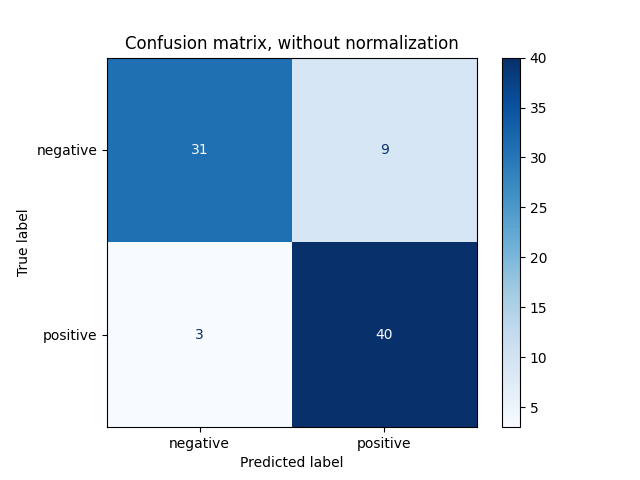 Confusion matrix, without normalization
True label
negative
positive
31
9
3
40
negative
positive
Predicted label
40
35
30
25
20
15
10
5